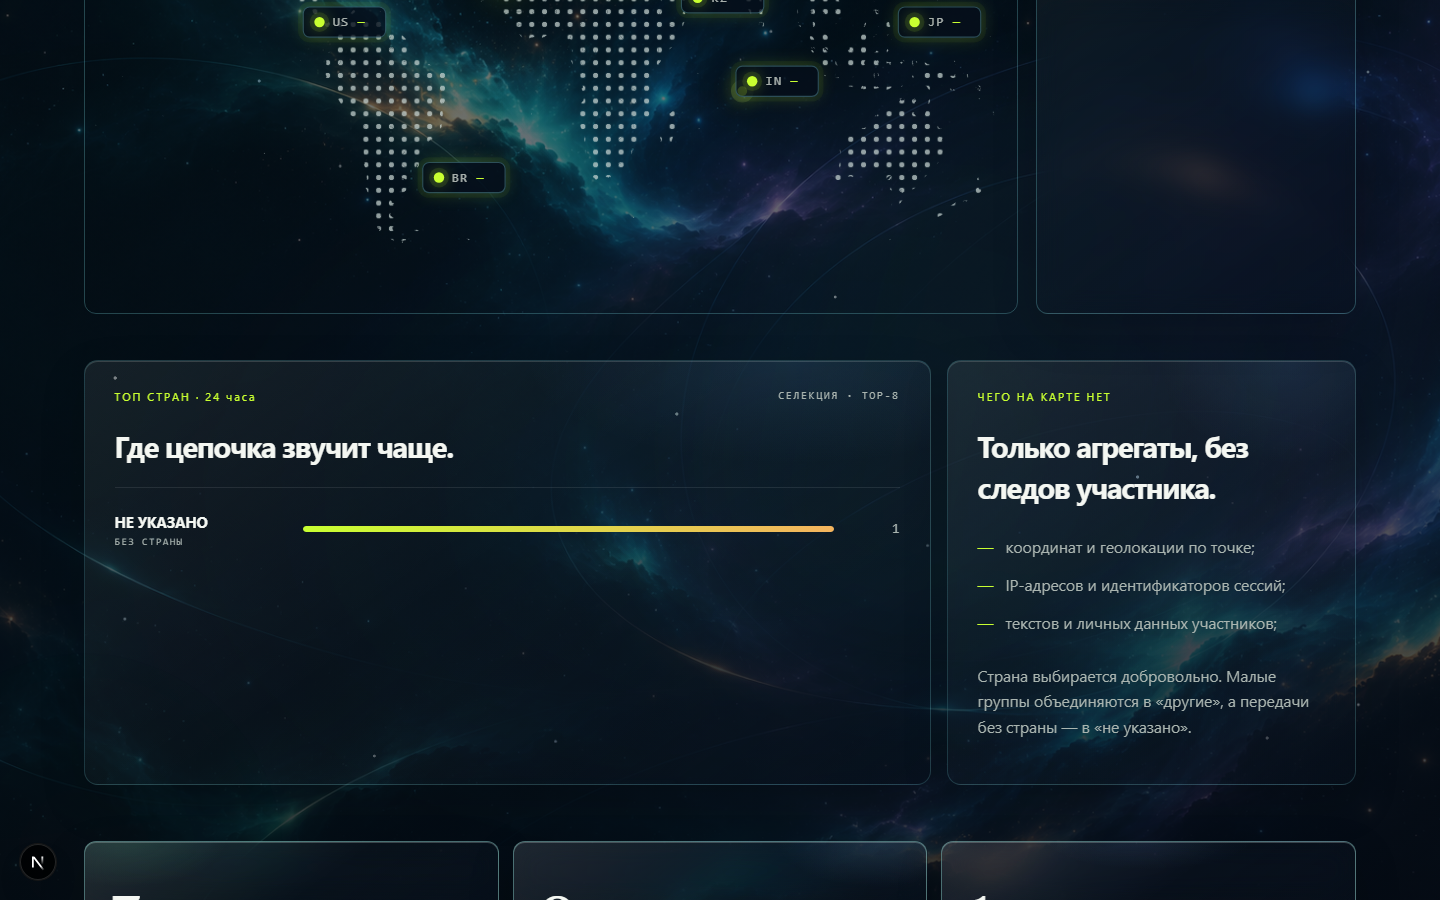 US –
JP –
IN –
BR –
ТОП СТРАН · 24 часа
СЕЛЕКЦИЯ · TOP-8
Где цепочка звучит чаще.
НЕ УКАЗАНО
БЕЗ СТРАНЫ
1
ЧЕГО НА КАРТЕ НЕТ
Только агрегаты, без
следов участника.
— координат и геолокации по точке;
— IP-адресов и идентификаторов сессий;
— текстов и личных данных участников;
Страна выбирается добровольно. Малые
группы объединяются в «другие», а передачи
без страны — в «не указано».
N